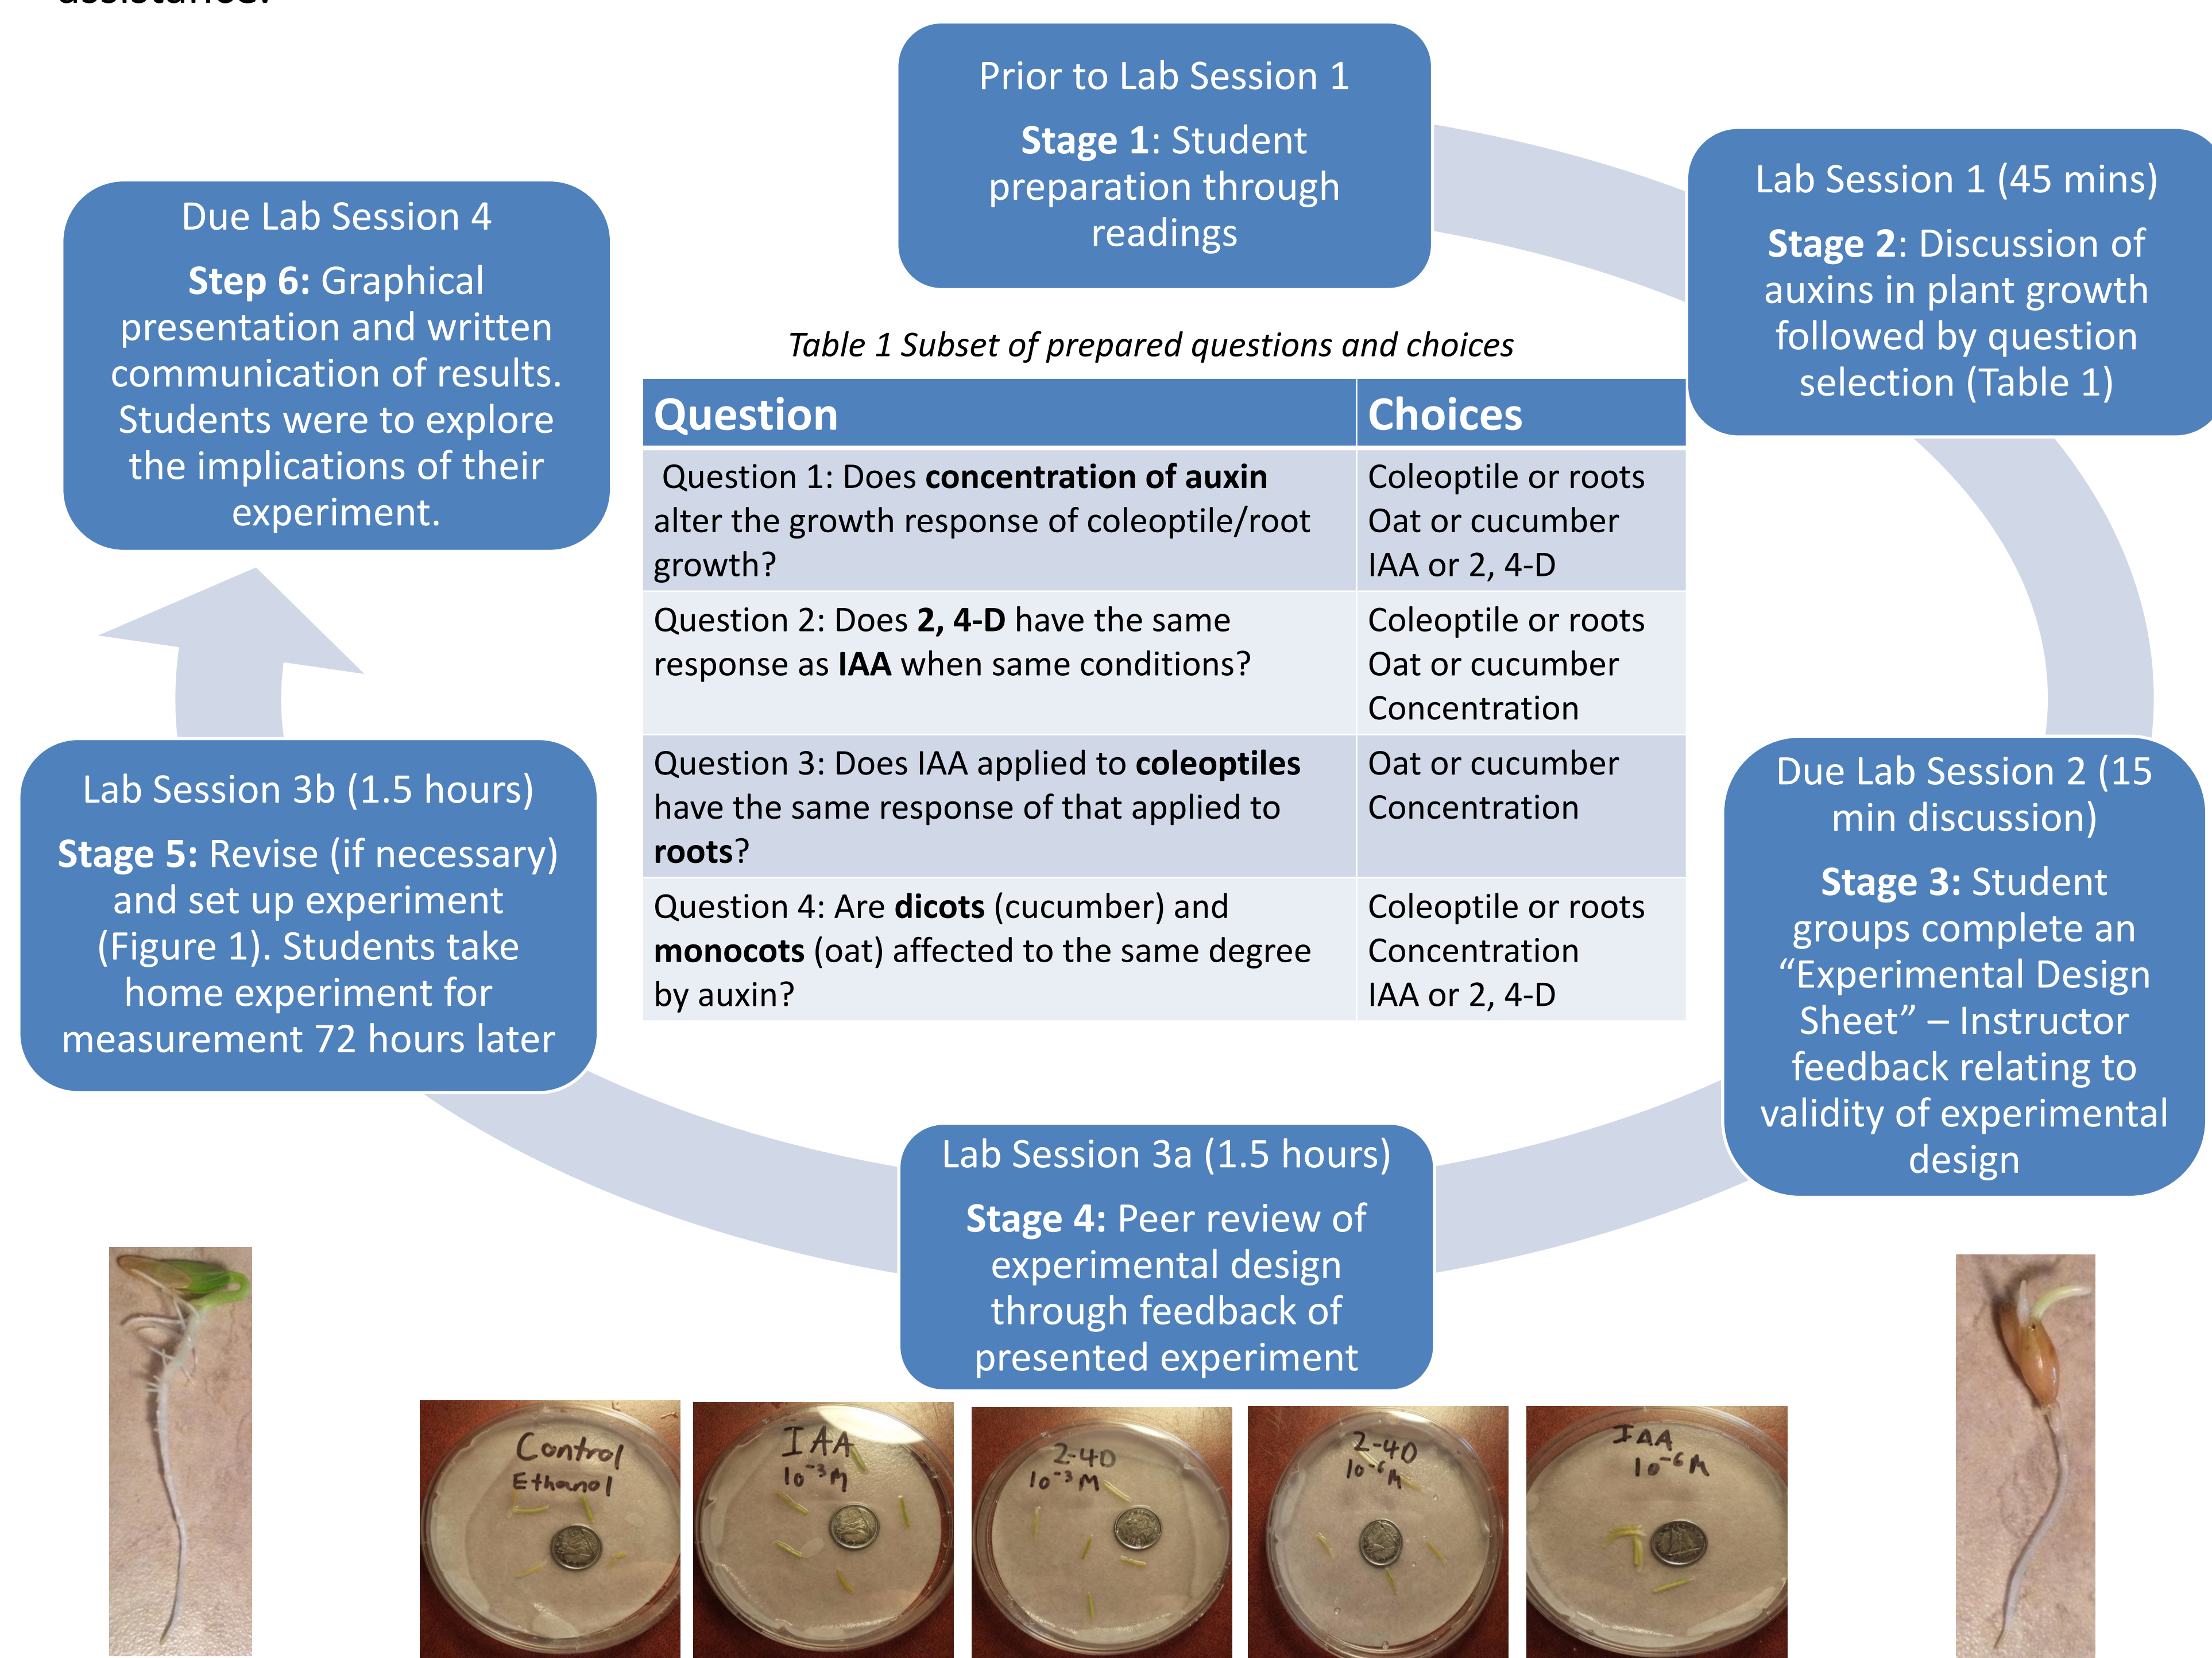 assistance.
Prior to Lab Session 1
Stage 1: Student
preparation through
readings
Lab Session 1 (45 mins)
Stage 2: Discussion of
auxins in plant growth
followed by question
selection (Table 1)
Due Lab Session 2 (15
min discussion)
Stage 3: Student
groups complete an
“Experimental Design
Sheet” – Instructor
feedback relating to
validity of experimental
design
Lab Session 3a (1.5 hours)
Stage 4: Peer review of
experimental design
through feedback of
presented experiment
Lab Session 3b (1.5 hours)
Stage 5: Revise (if necessary)
and set up experiment
(Figure 1). Students take
home experiment for
measurement 72 hours later
Due Lab Session 4
Step 6: Graphical
presentation and written
communication of results.
Students were to explore
the implications of their
experiment.
Table 1 Subset of prepared questions and choices
Question Choices
Question 1: Does concentration of auxin
alter the growth response of coleoptile/root
growth?
Coleoptile or roots
Oat or cucumber
IAA or 2, 4-D
Question 2: Does 2, 4-D have the same
response as IAA when same conditions?
Coleoptile or roots
Oat or cucumber
Concentration
Question 3: Does IAA applied to coleoptiles
have the same response of that applied to
roots?
Oat or cucumber
Concentration
Question 4: Are dicots (cucumber) and
monocots (oat) affected to the same degree
by auxin?
Coleoptile or roots
Concentration
IAA or 2, 4-D
Control
Ethanol
IAA
10⁻³M
2-4D
10⁻³M
2-4D
10⁻⁶M
IAA
10⁻⁶M